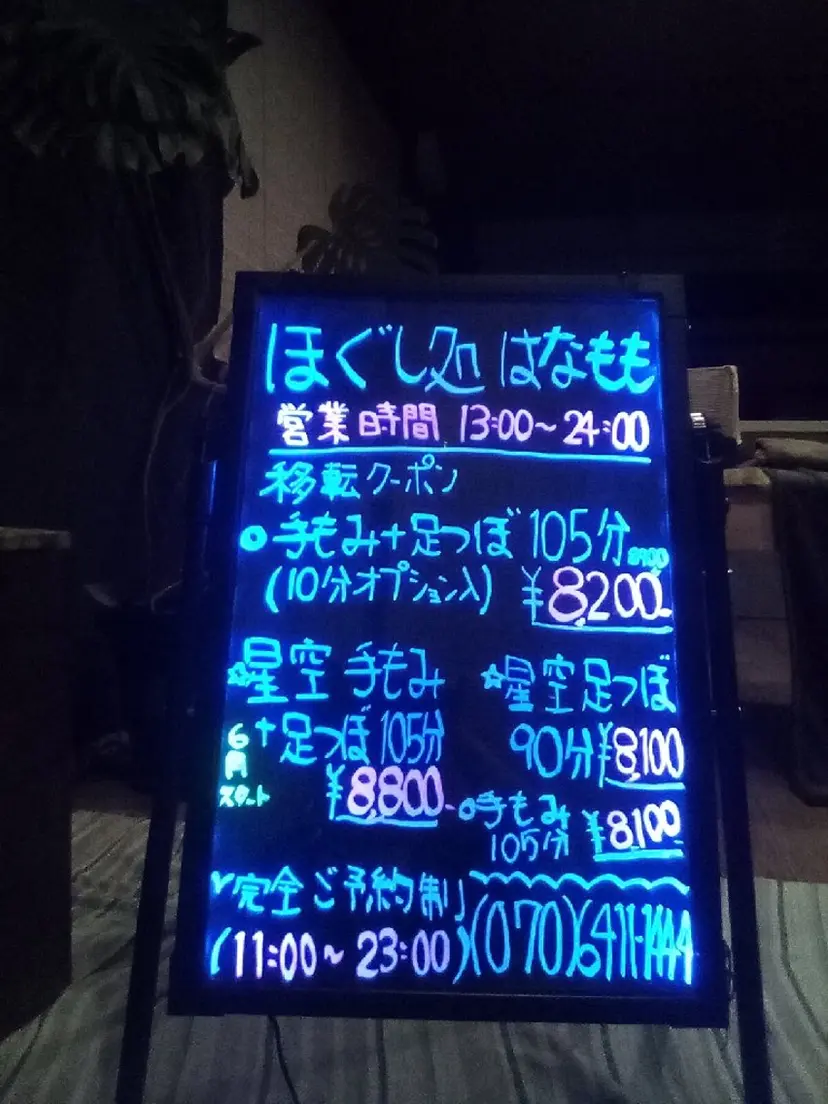 ほぐし処 はなもも
営業時間 13:00～24:00
移転クーポン
手もみ+足つぼ 105分 8900
(10分オプション入) ¥8,200-
☆星空 手もみ
+足つぼ 105分
¥8,800-
6月スタート
☆星空足つぼ
90分 ¥8,100
手もみ
105分 ¥8,100
完全ご予約制
(11:00～23:00)
(070)6411-1444